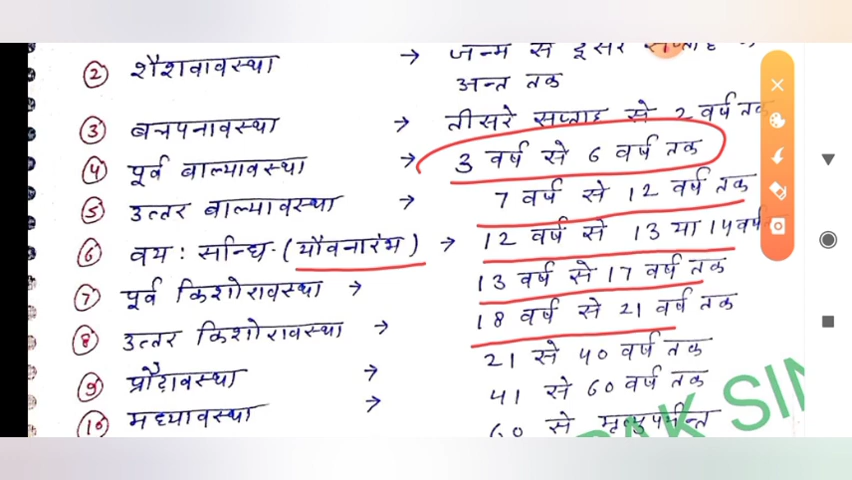 ② शैशवावस्था → जन्म से दूसरे सप्ताह के
अन्त तक
③ बचपनावस्था → तीसरे सप्ताह से 2 वर्ष तक
④ पूर्व बाल्यावस्था → 3 वर्ष से 6 वर्ष तक
⑤ उत्तर बाल्यावस्था → 7 वर्ष से 12 वर्ष तक
⑥ वय: सन्धि- (यौवनारंभ) → 12 वर्ष से 13 या 14 वर्ष
⑦ पूर्व किशोरावस्था → 13 वर्ष से 17 वर्ष तक
⑧ उत्तर किशोरावस्था → 18 वर्ष से 21 वर्ष तक
⑨ प्रौढ़ावस्था → 21 से 40 वर्ष तक
⑩ मध्यावस्था → 41 से 60 वर्ष तक
60 से मृत्युपर्यन्त
AK SIN